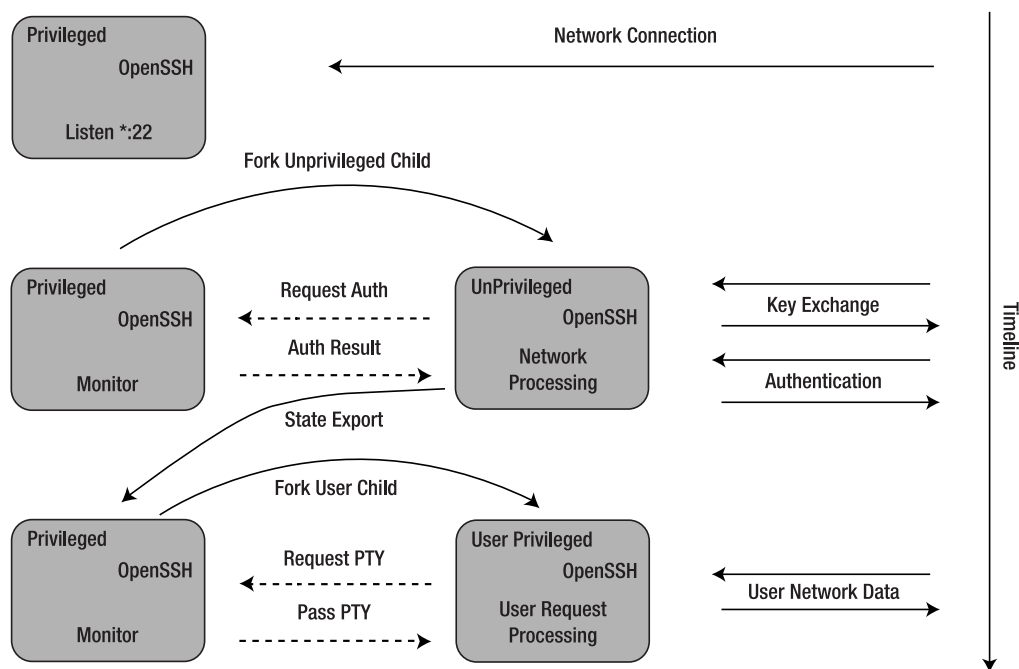 Privileged
OpenSSH
Listen *:22
Network Connection
Fork Unprivileged Child
Privileged
OpenSSH
Monitor
Request Auth
Auth Result
UnPrivileged
OpenSSH
Network
Processing
Key Exchange
Authentication
Timeline
State Export
Fork User Child
Privileged
OpenSSH
Monitor
Request PTY
Pass PTY
User Privileged
OpenSSH
User Request
Processing
User Network Data